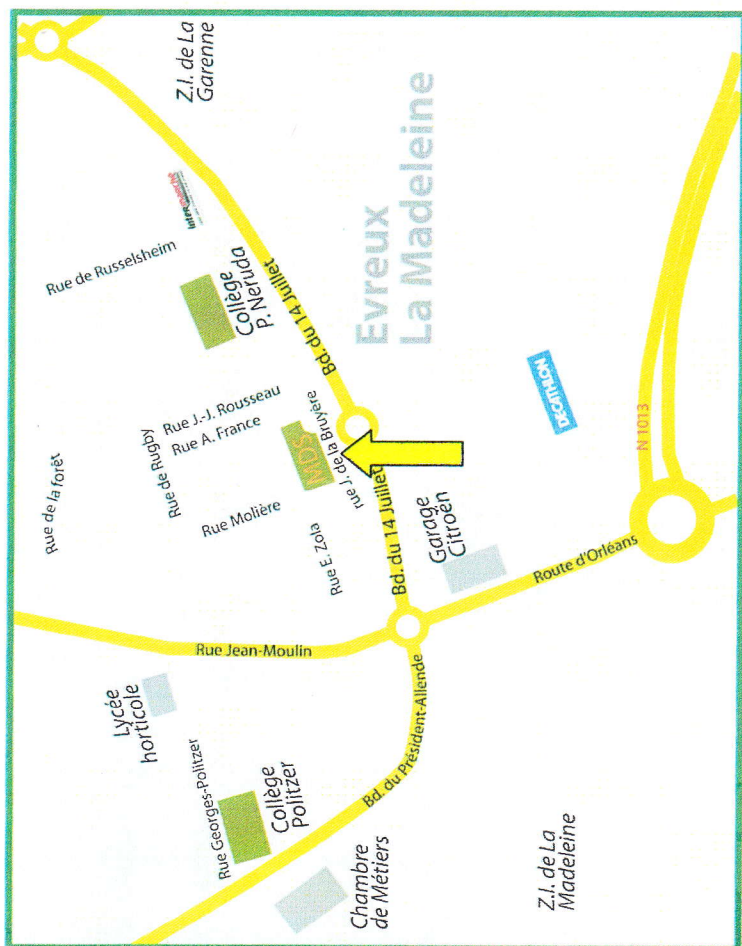 Z.I. de La
Garenne
intermarché
Rue de Russelsheim
Collège
P. Neruda
Bd. du 14 Juillet
Evreux
La Madeleine
Rue J.-J. Rousseau
Rue A. France
Rue de Rugby
Rue de la forêt
MDS
rue J. de la Bruyère
Rue Molière
Rue E. Zola
Bd. du 14 Juillet
DECATHLON
N 1013
Garage
Citroën
Route d'Orléans
Rue Jean-Moulin
Lycée
horticole
Rue Georges-Politzer
Collège
Politzer
Bd. du Président-Allende
Chambre
de Métiers
Z.I. de La
Madeleine